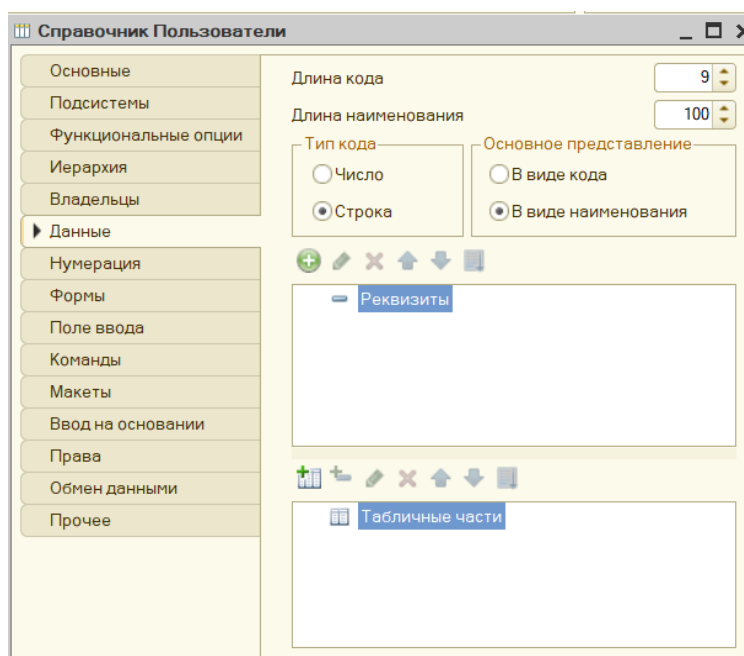 Справочник Пользователи
Основные
Подсистемы
Функциональные опции
Иерархия
Владельцы
Данные
Нумерация
Формы
Поле ввода
Команды
Макеты
Ввод на основании
Права
Обмен данными
Прочее
Длина кода 9
Длина наименования 100
Тип кода
Число
Строка
Основное представление
В виде кода
В виде наименования
Реквизиты
Табличные части